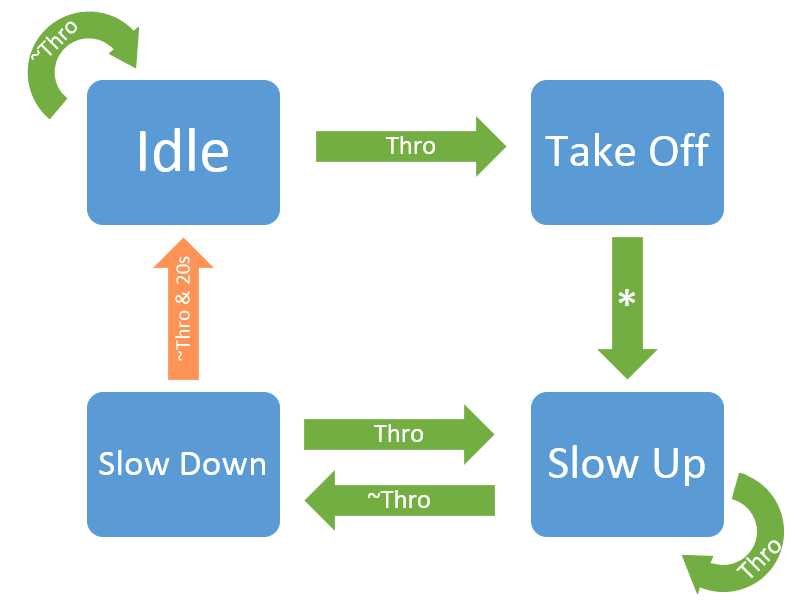 ~Thro
Idle
Thro
Take Off
~Thro & 20s
*
Slow Down
Thro
~Thro
Slow Up
Thro